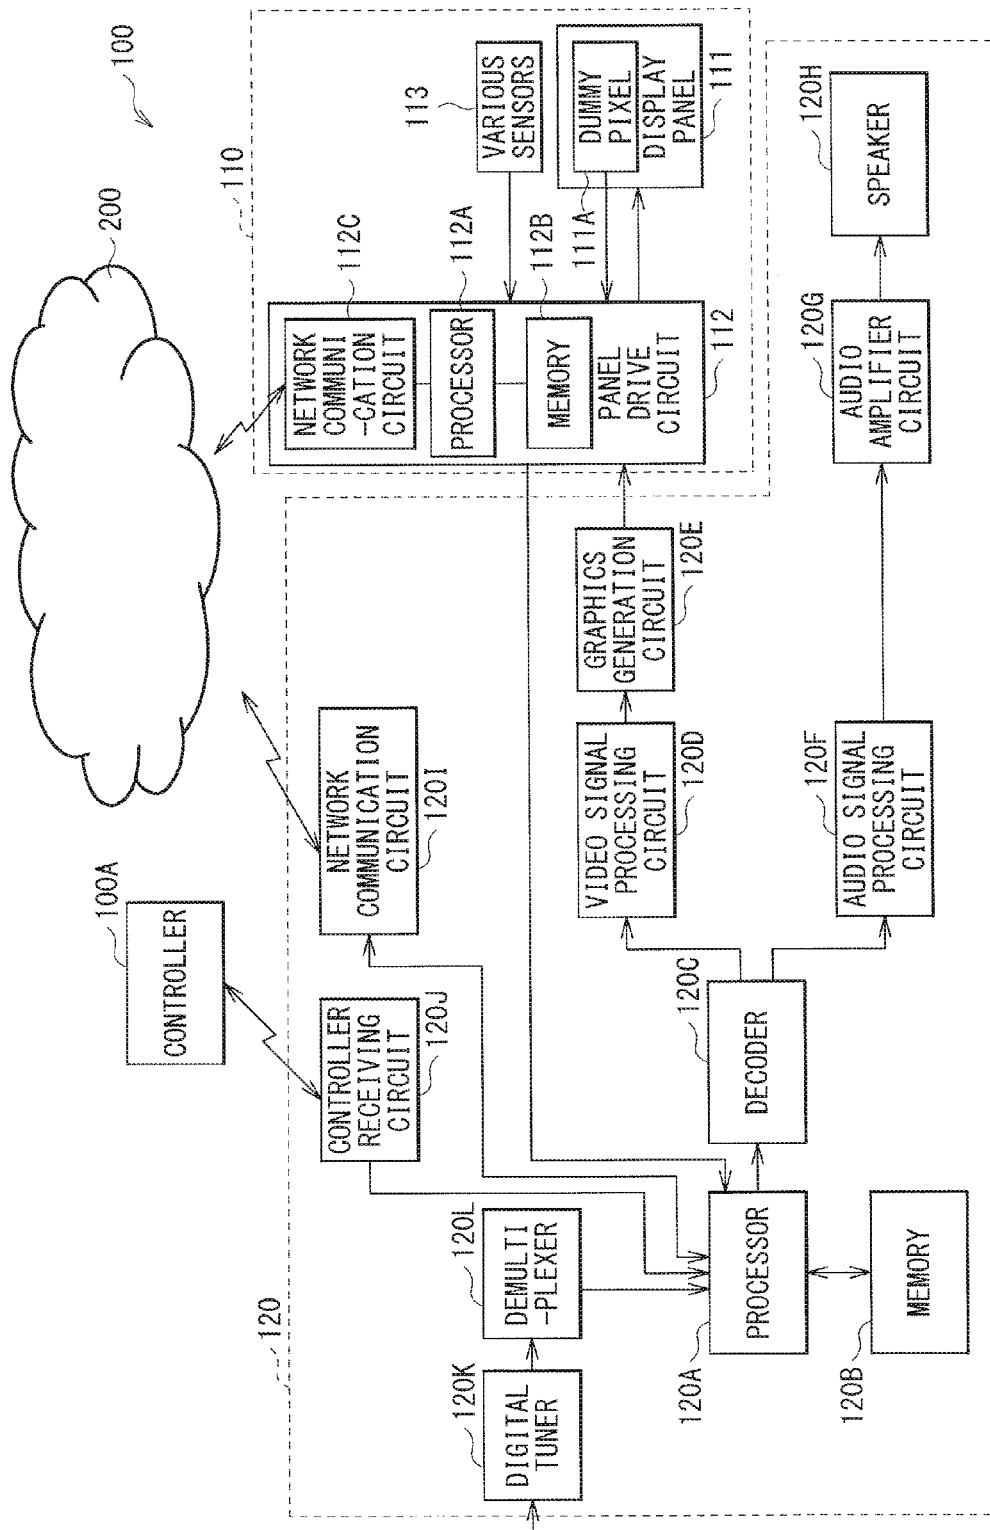 100
200
110
113
VARIOUS
SENSORS
DUMMY
PIXEL
DISPLAY
PANEL
111
111A
112C
112A
112B
NETWORK
COMMUNI
-CATION
CIRCUIT
PROCESSOR
MEMORY
PANEL
DRIVE
CIRCUIT
112
100A
CONTROLLER
120
CONTROLLER
RECEIVING
CIRCUIT
120J
NETWORK
COMMUNICATION
CIRCUIT
120I
120K
DIGITAL
TUNER
120L
DEMULTI
-PLEXER
120A
PROCESSOR
120B
MEMORY
120C
DECODER
VIDEO SIGNAL
PROCESSING
CIRCUIT
120D
GRAPHICS
GENERATION
CIRCUIT
120E
120F
AUDIO SIGNAL
PROCESSING
CIRCUIT
120G
AUDIO
AMPLIFIER
CIRCUIT
120H
SPEAKER